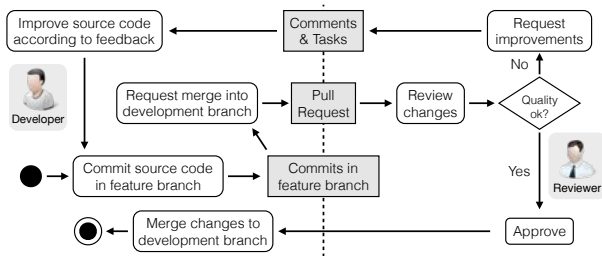 Improve source code
according to feedback
Comments
& Tasks
Request
improvements
No
Developer
Request merge into
development branch
Pull
Request
Review
changes
Quality
ok?
Commit source code
in feature branch
Commits in
feature branch
Yes
Reviewer
Merge changes to
development branch
Approve